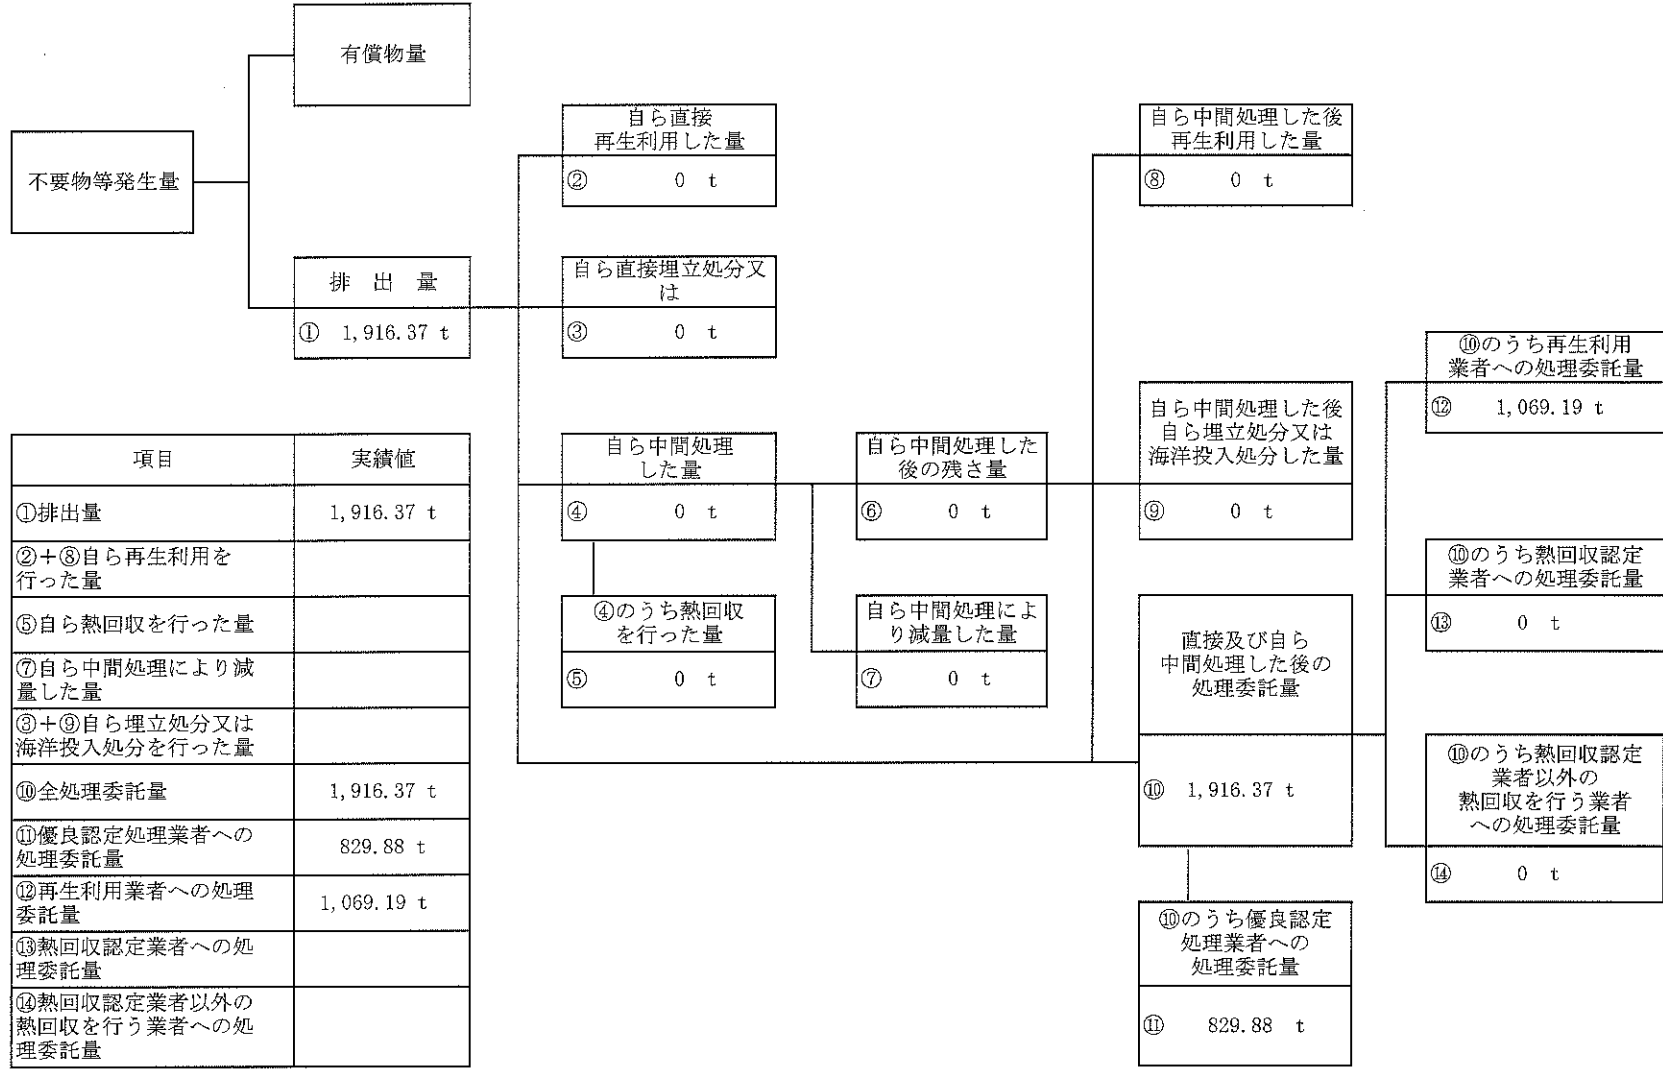 有償物量
不要物等発生量
排 出 量
① 1,916.37 t
自ら直接
再生利用した量
② 0 t
自ら直接埋立処分又
は
③ 0 t
自ら中間処理
した量
④ 0 t
④のうち熱回収
を行った量
⑤ 0 t
自ら中間処理した
後の残さ量
⑥ 0 t
自ら中間処理によ
り減量した量
⑦ 0 t
自ら中間処理した後
再生利用した量
⑧ 0 t
自ら中間処理した後
自ら埋立処分又は
海洋投入処分した量
⑨ 0 t
直接及び自ら
中間処理した後の
処理委託量
⑩ 1,916.37 t
⑩のうち優良認定
処理業者への
処理委託量
⑪ 829.88 t
⑩のうち再生利用
業者への処理委託量
⑫ 1,069.19 t
⑩のうち熱回収認定
業者への処理委託量
⑬ 0 t
⑩のうち熱回収認定
業者以外の
熱回収を行う業者
への処理委託量
⑭ 0 t
項目 実績値
①排出量 1,916.37 t
②+⑧自ら再生利用を
行った量
⑤自ら熱回収を行った量
⑦自ら中間処理により減
量した量
③+⑨自ら埋立処分又は
海洋投入処分を行った量
⑩全処理委託量 1,916.37 t
⑪優良認定処理業者への
処理委託量 829.88 t
⑫再生利用業者への処理
委託量 1,069.19 t
⑬熱回収認定業者への処
理委託量
⑭熱回収認定業者以外の
熱回収を行う業者への処
理委託量